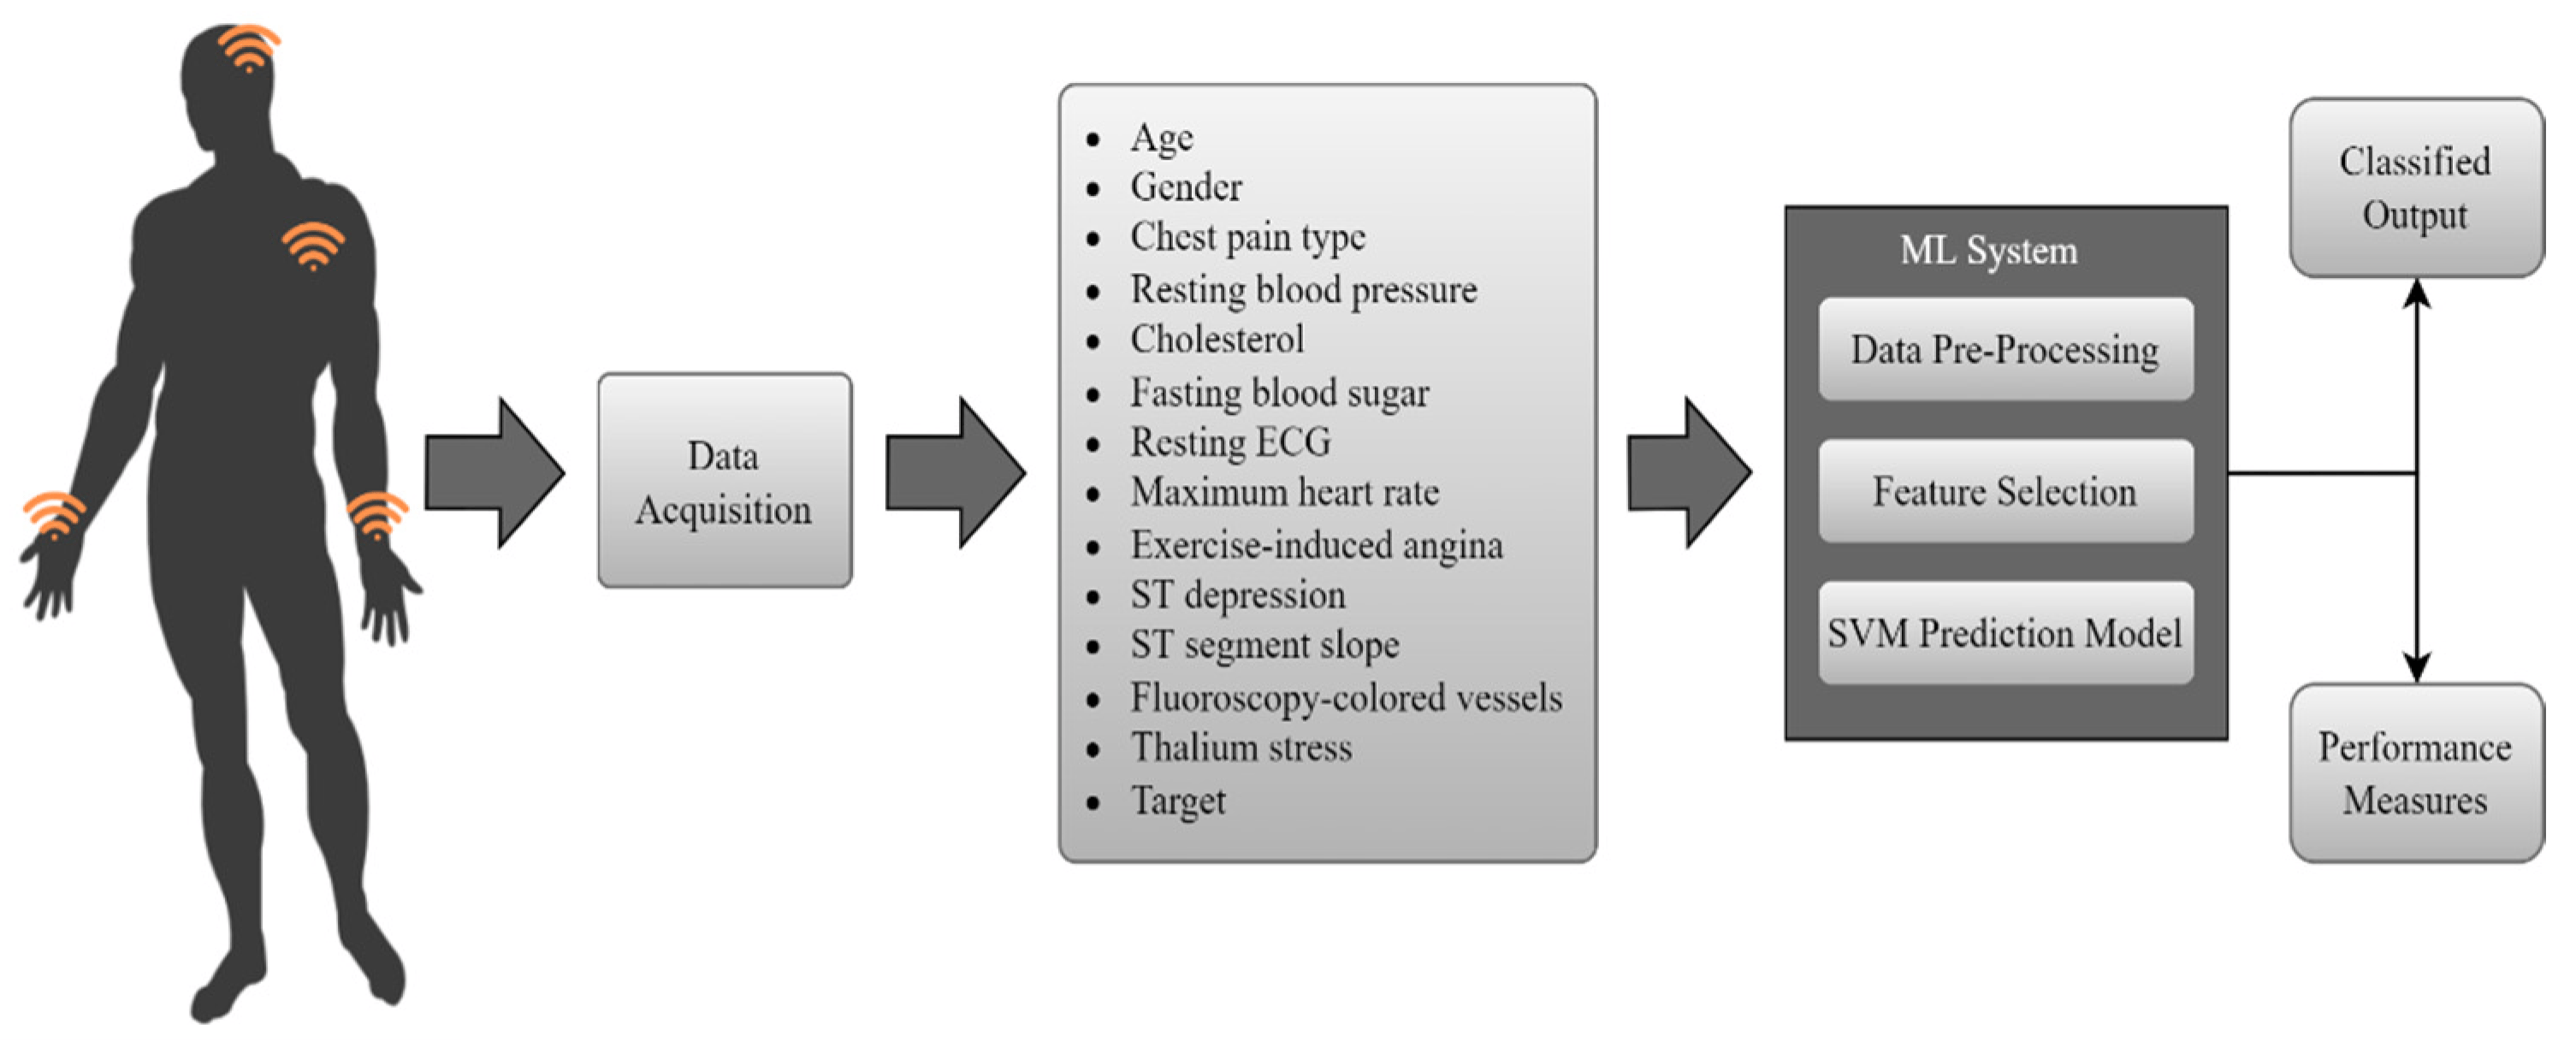 Data
Acquisition
• Age
• Gender
• Chest pain type
• Resting blood pressure
• Cholesterol
• Fasting blood sugar
• Resting ECG
• Maximum heart rate
• Exercise-induced angina
• ST depression
• ST segment slope
• Fluoroscopy-colored vessels
• Thalium stress
• Target
ML System
Data Pre-Processing
Feature Selection
SVM Prediction Model
Classified
Output
Performance
Measures